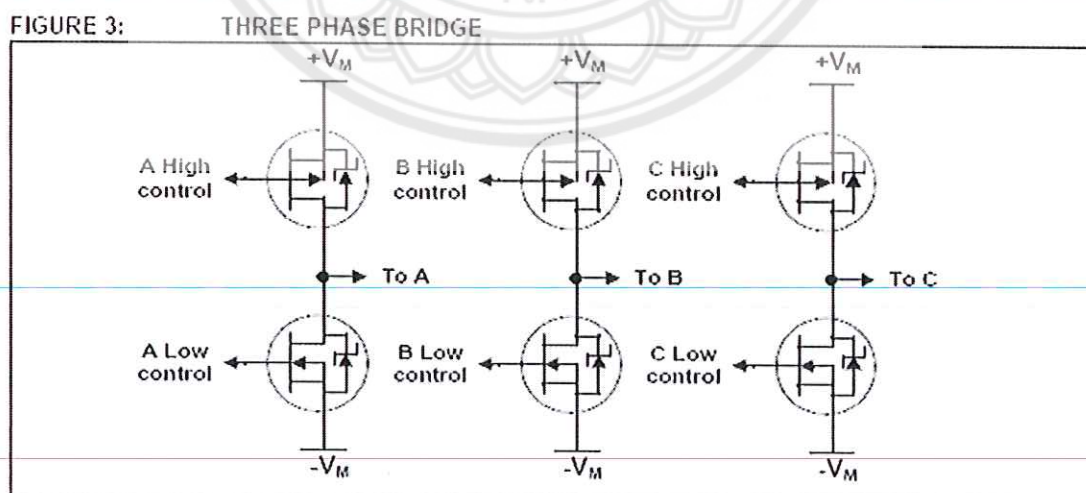 FIGURE 3: THREE PHASE BRIDGE
+VM +VM +VM
A High control
B High control
C High control
To A
To B
To C
A Low control
B Low control
C Low control
-VM -VM -VM